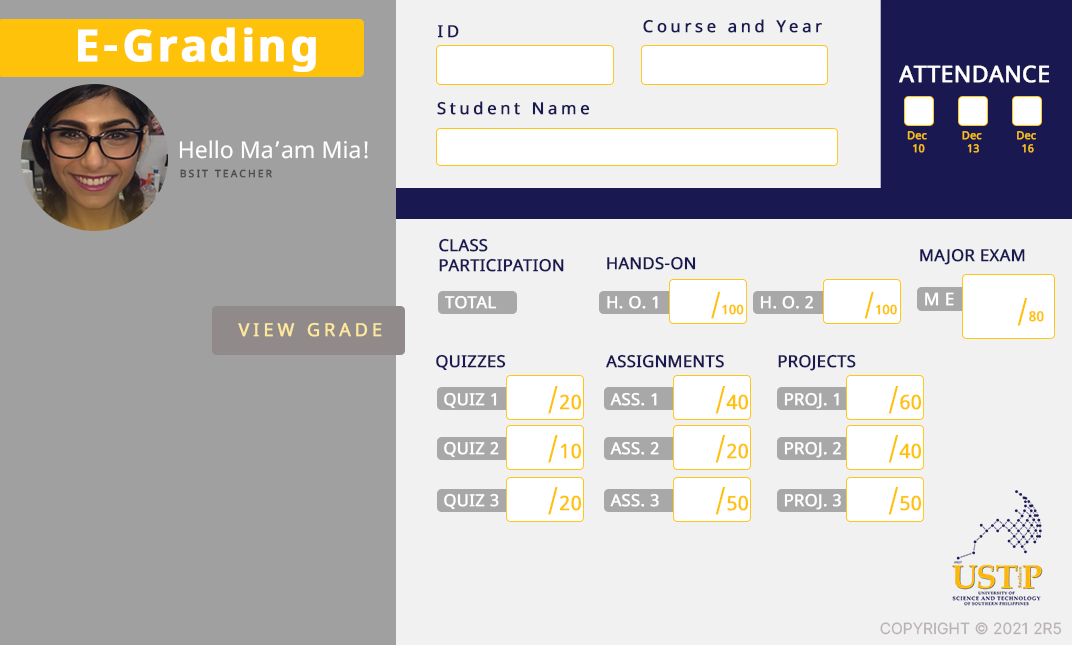 E-Grading
Hello Ma’am Mia!
BSIT TEACHER
VIEW GRADE
ID
Course and Year
Student Name
ATTENDANCE
Dec 10
Dec 13
Dec 16
CLASS
PARTICIPATION
TOTAL
HANDS-ON
H. O. 1 /100
H. O. 2 /100
MAJOR EXAM
M E /80
QUIZZES
QUIZ 1 /20
QUIZ 2 /10
QUIZ 3 /20
ASSIGNMENTS
ASS. 1 /40
ASS. 2 /20
ASS. 3 /50
PROJECTS
PROJ. 1 /60
PROJ. 2 /40
PROJ. 3 /50
USTP
UNIVERSITY OF
SCIENCE AND TECHNOLOGY
OF SOUTHERN PHILIPPINES
COPYRIGHT © 2021 2R5